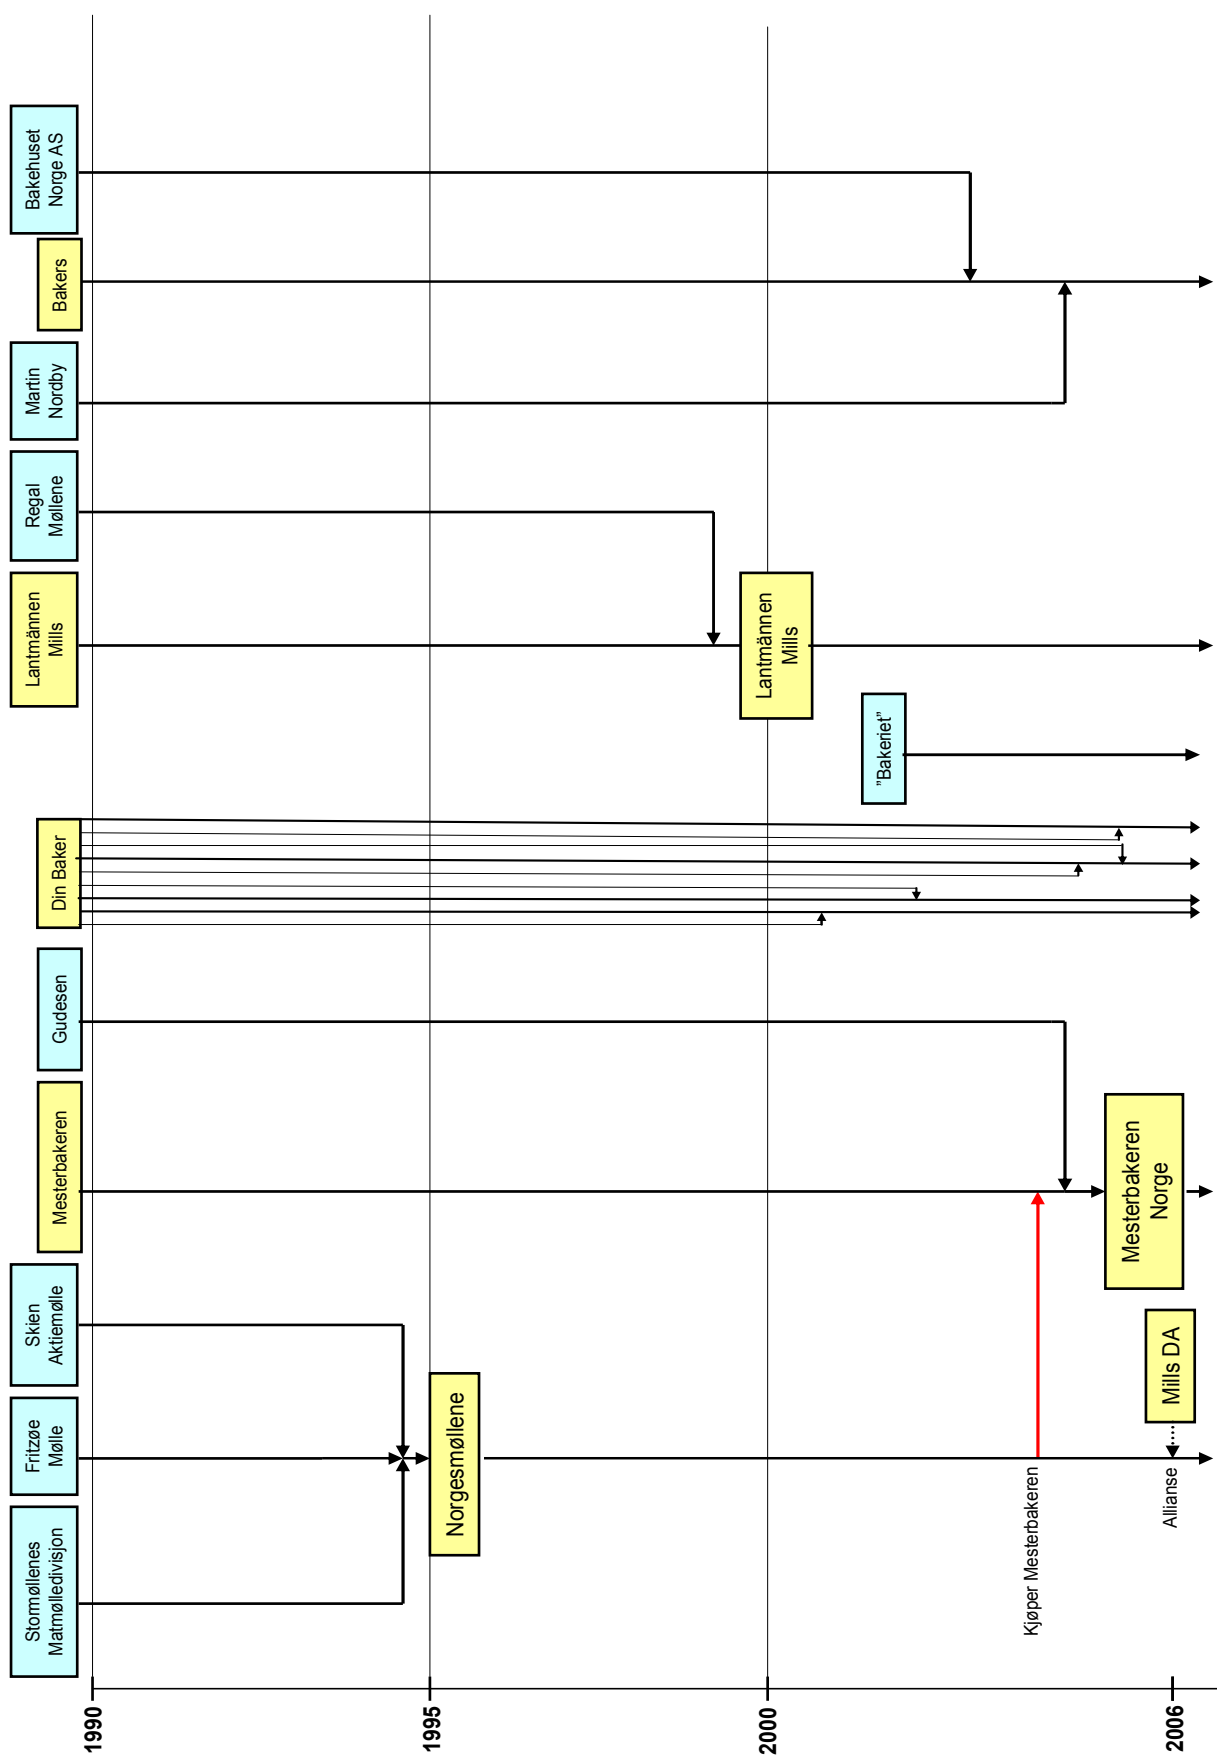 Stormøllenes
Matmølledivisjon
Fritzøe
Mølle
Skien
Aktiemølle
Mesterbakeren
Gudesen
Din Baker
Lantmännen
Mills
Regal
Møllene
Martin
Nordby
Bakers
Bakehuset
Norge AS
1990
Norgesmøllene
1995
Lantmännen
Mills
2000
"Bakeriet"
Kjøper Mesterbakeren
Mesterbakeren
Norge
Mills DA
Allianse
2006